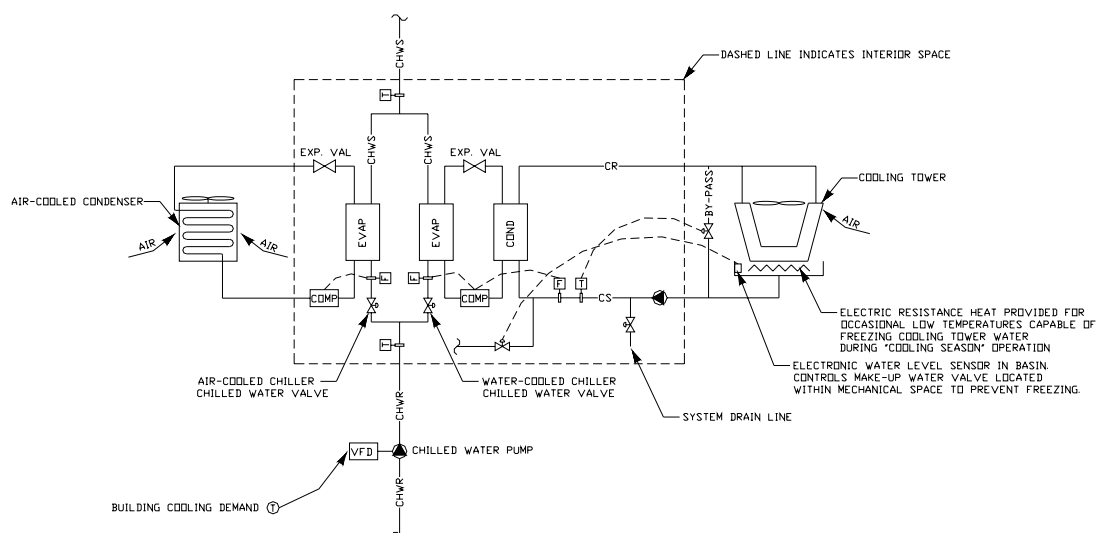 CHWS
DASHED LINE INDICATES INTERIOR SPACE
T
CHWS
CHWS
EXP. VAL
EXP. VAL
CR
BY-PASS
COOLING TOWER
AIR-COOLED CONDENSER
AIR
AIR
AIR
EVAP
EVAP
COND
F
F
F
T
COMP
COMP
CS
T
ELECTRIC RESISTANCE HEAT PROVIDED FOR
OCCASIONAL LOW TEMPERATURES CAPABLE OF
FREEZING COOLING TOWER WATER
DURING "COOLING SEASON" OPERATION
ELECTRONIC WATER LEVEL SENSOR IN BASIN.
CONTROLS MAKE-UP WATER VALVE LOCATED
WITHIN MECHANICAL SPACE TO PREVENT FREEZING.
AIR-COOLED CHILLER
CHILLED WATER VALVE
WATER-COOLED CHILLER
CHILLED WATER VALVE
CHWR
SYSTEM DRAIN LINE
VFD
CHILLED WATER PUMP
CHWR
BUILDING COOLING DEMAND T